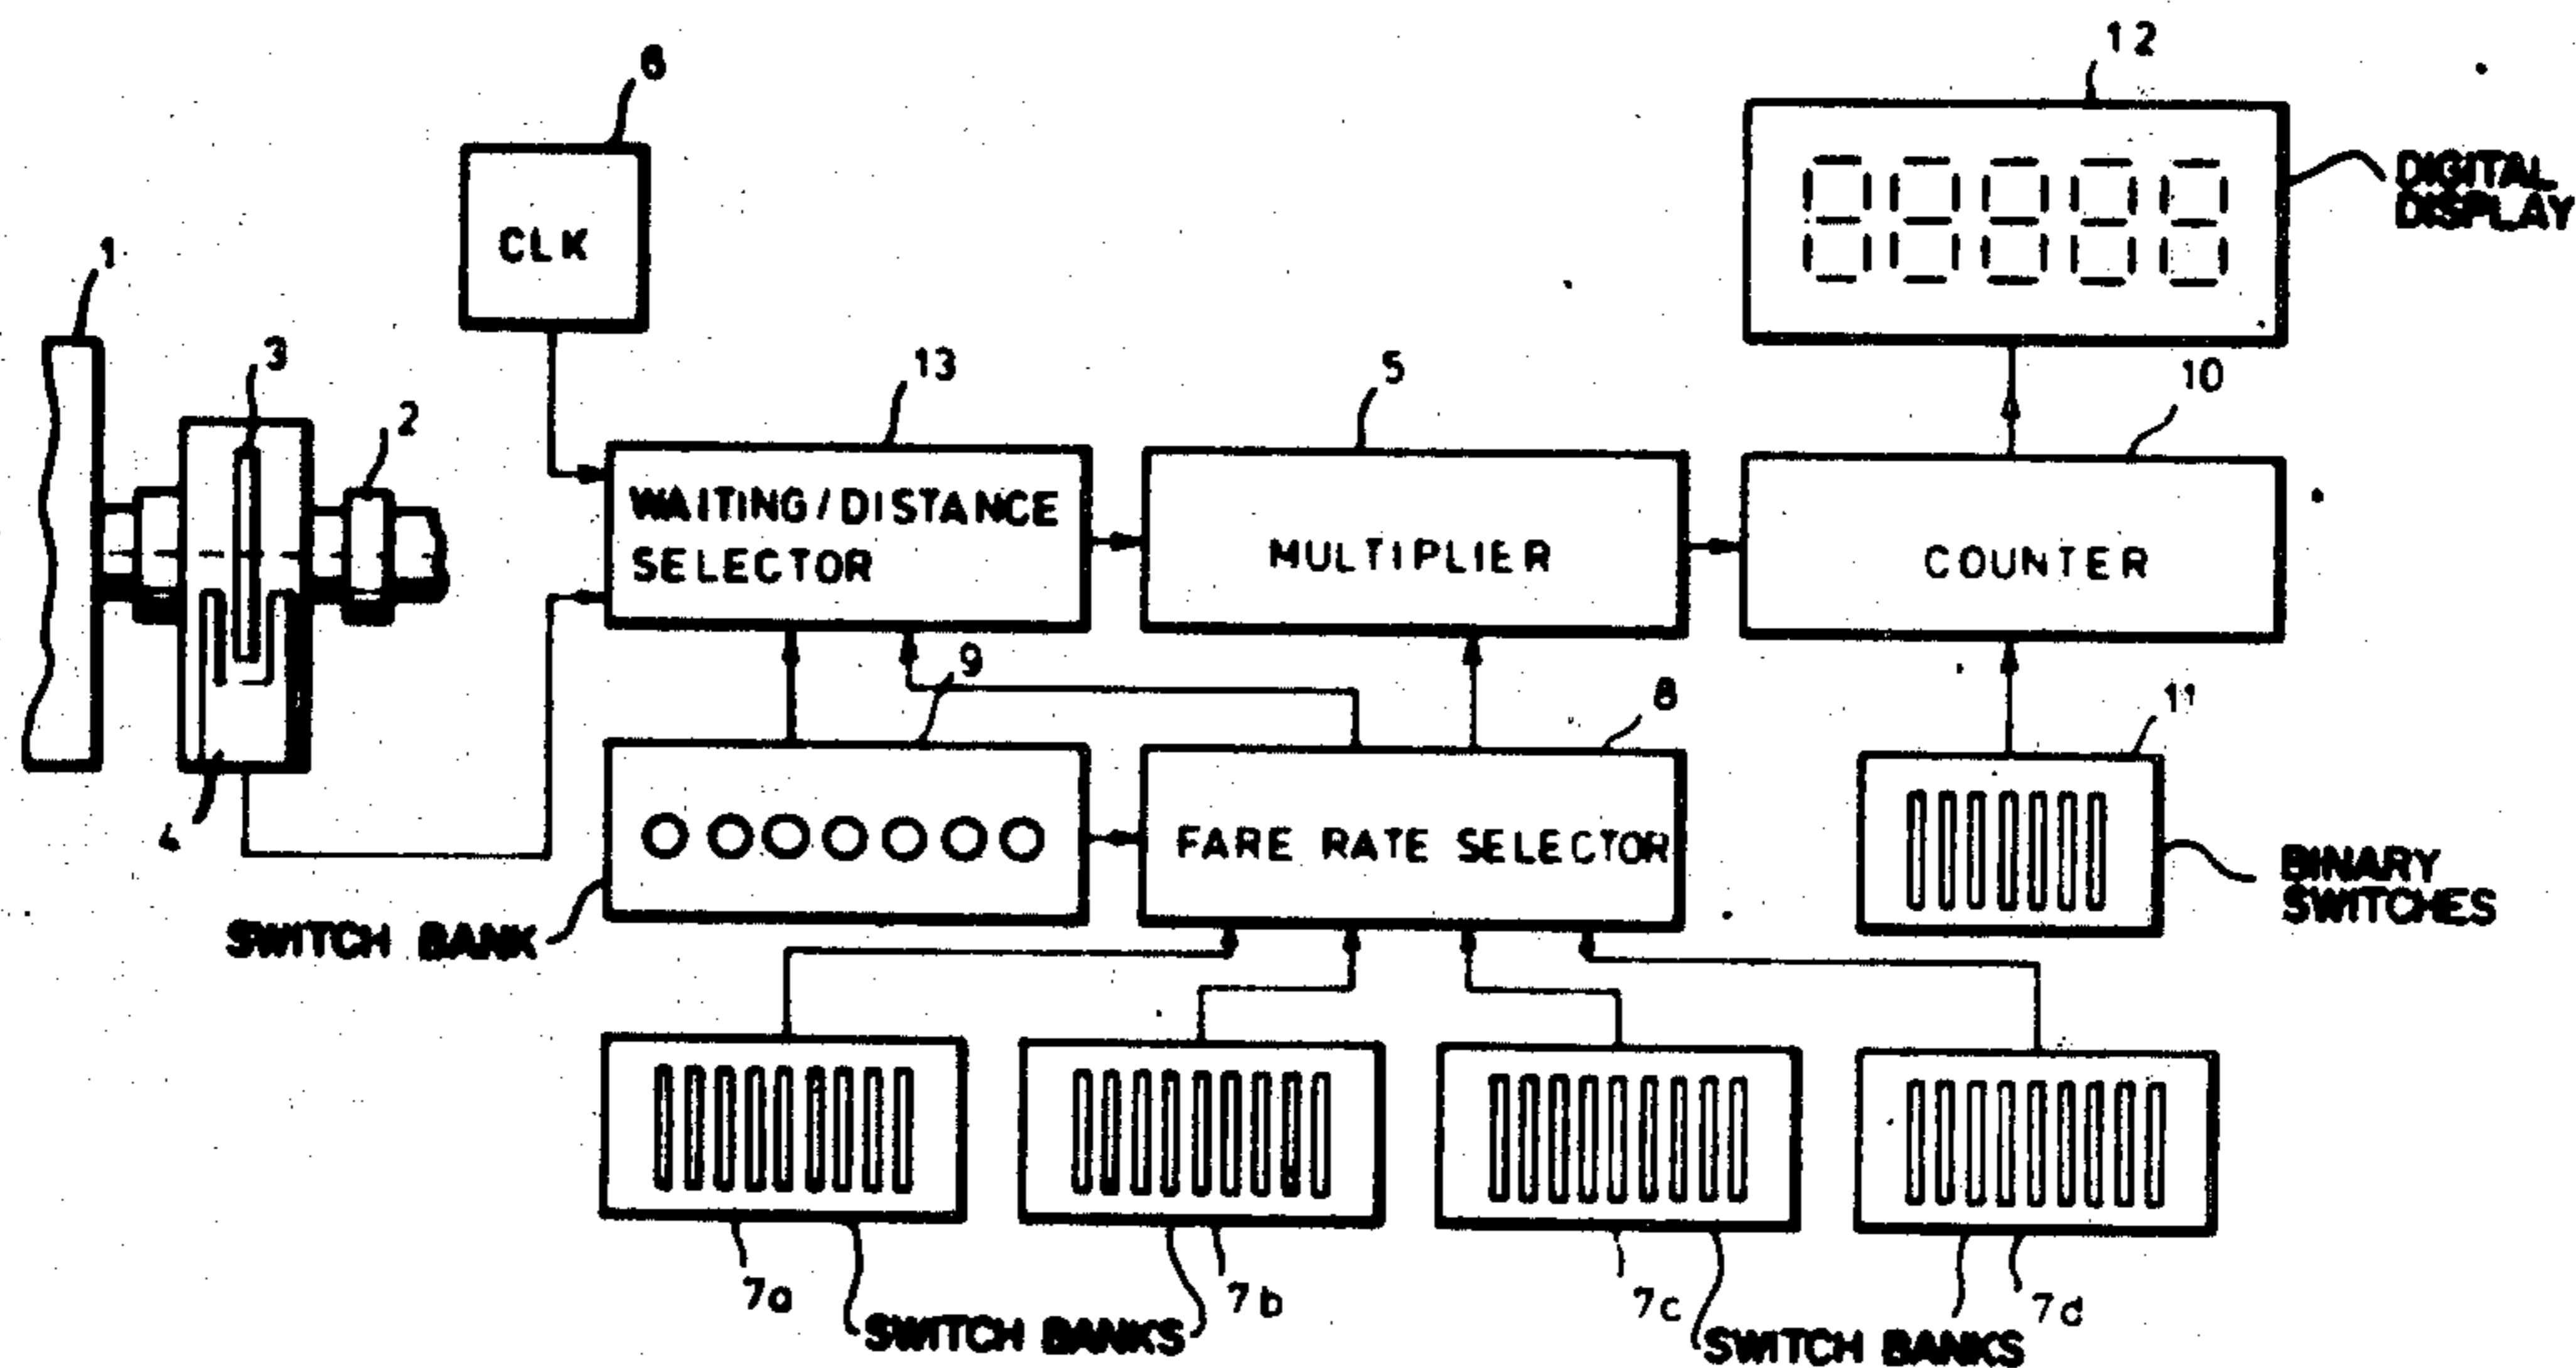 12
6
DIGITAL
DISPLAY
CLK
1
3
2
13
5
10
WAITING/DISTANCE
SELECTOR
MULTIPLIER
COUNTER
9
8
11
4
FARE RATE SELECTOR
BINARY
SWITCHES
SWITCH BANK
7a
7b
7c
7d
SWITCH BANKS
SWITCH BANKS